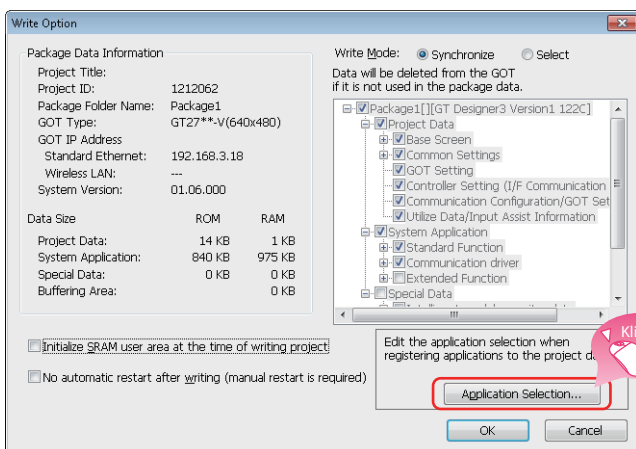 Write Option
Package Data Information
Project Title:
Project ID: 1212062
Package Folder Name: Package1
GOT Type: GT27**-V(640x480)
GOT IP Address
Standard Ethernet: 192.168.3.18
Wireless LAN: ---
System Version: 01.06.000
Data Size ROM RAM
Project Data: 14 KB 1 KB
System Application: 840 KB 975 KB
Special Data: 0 KB 0 KB
Buffering Area: 0 KB
Initialize SRAM user area at the time of writing project
No automatic restart after writing (manual restart is required)
Write Mode: Synchronize Select
Data will be deleted from the GOT
if it is not used in the package data.
Package1[][GT Designer3 Version1 122C]
Project Data
Base Screen
Common Settings
GOT Setting
Controller Setting (I/F Communication
Communication Configuration/GOT Set
Utilize Data/Input Assist Information
System Application
Standard Function
Communication driver
Extended Function
Special Data
Edit the application selection when
registering applications to the project
Kli
Application Selection...
OK Cancel